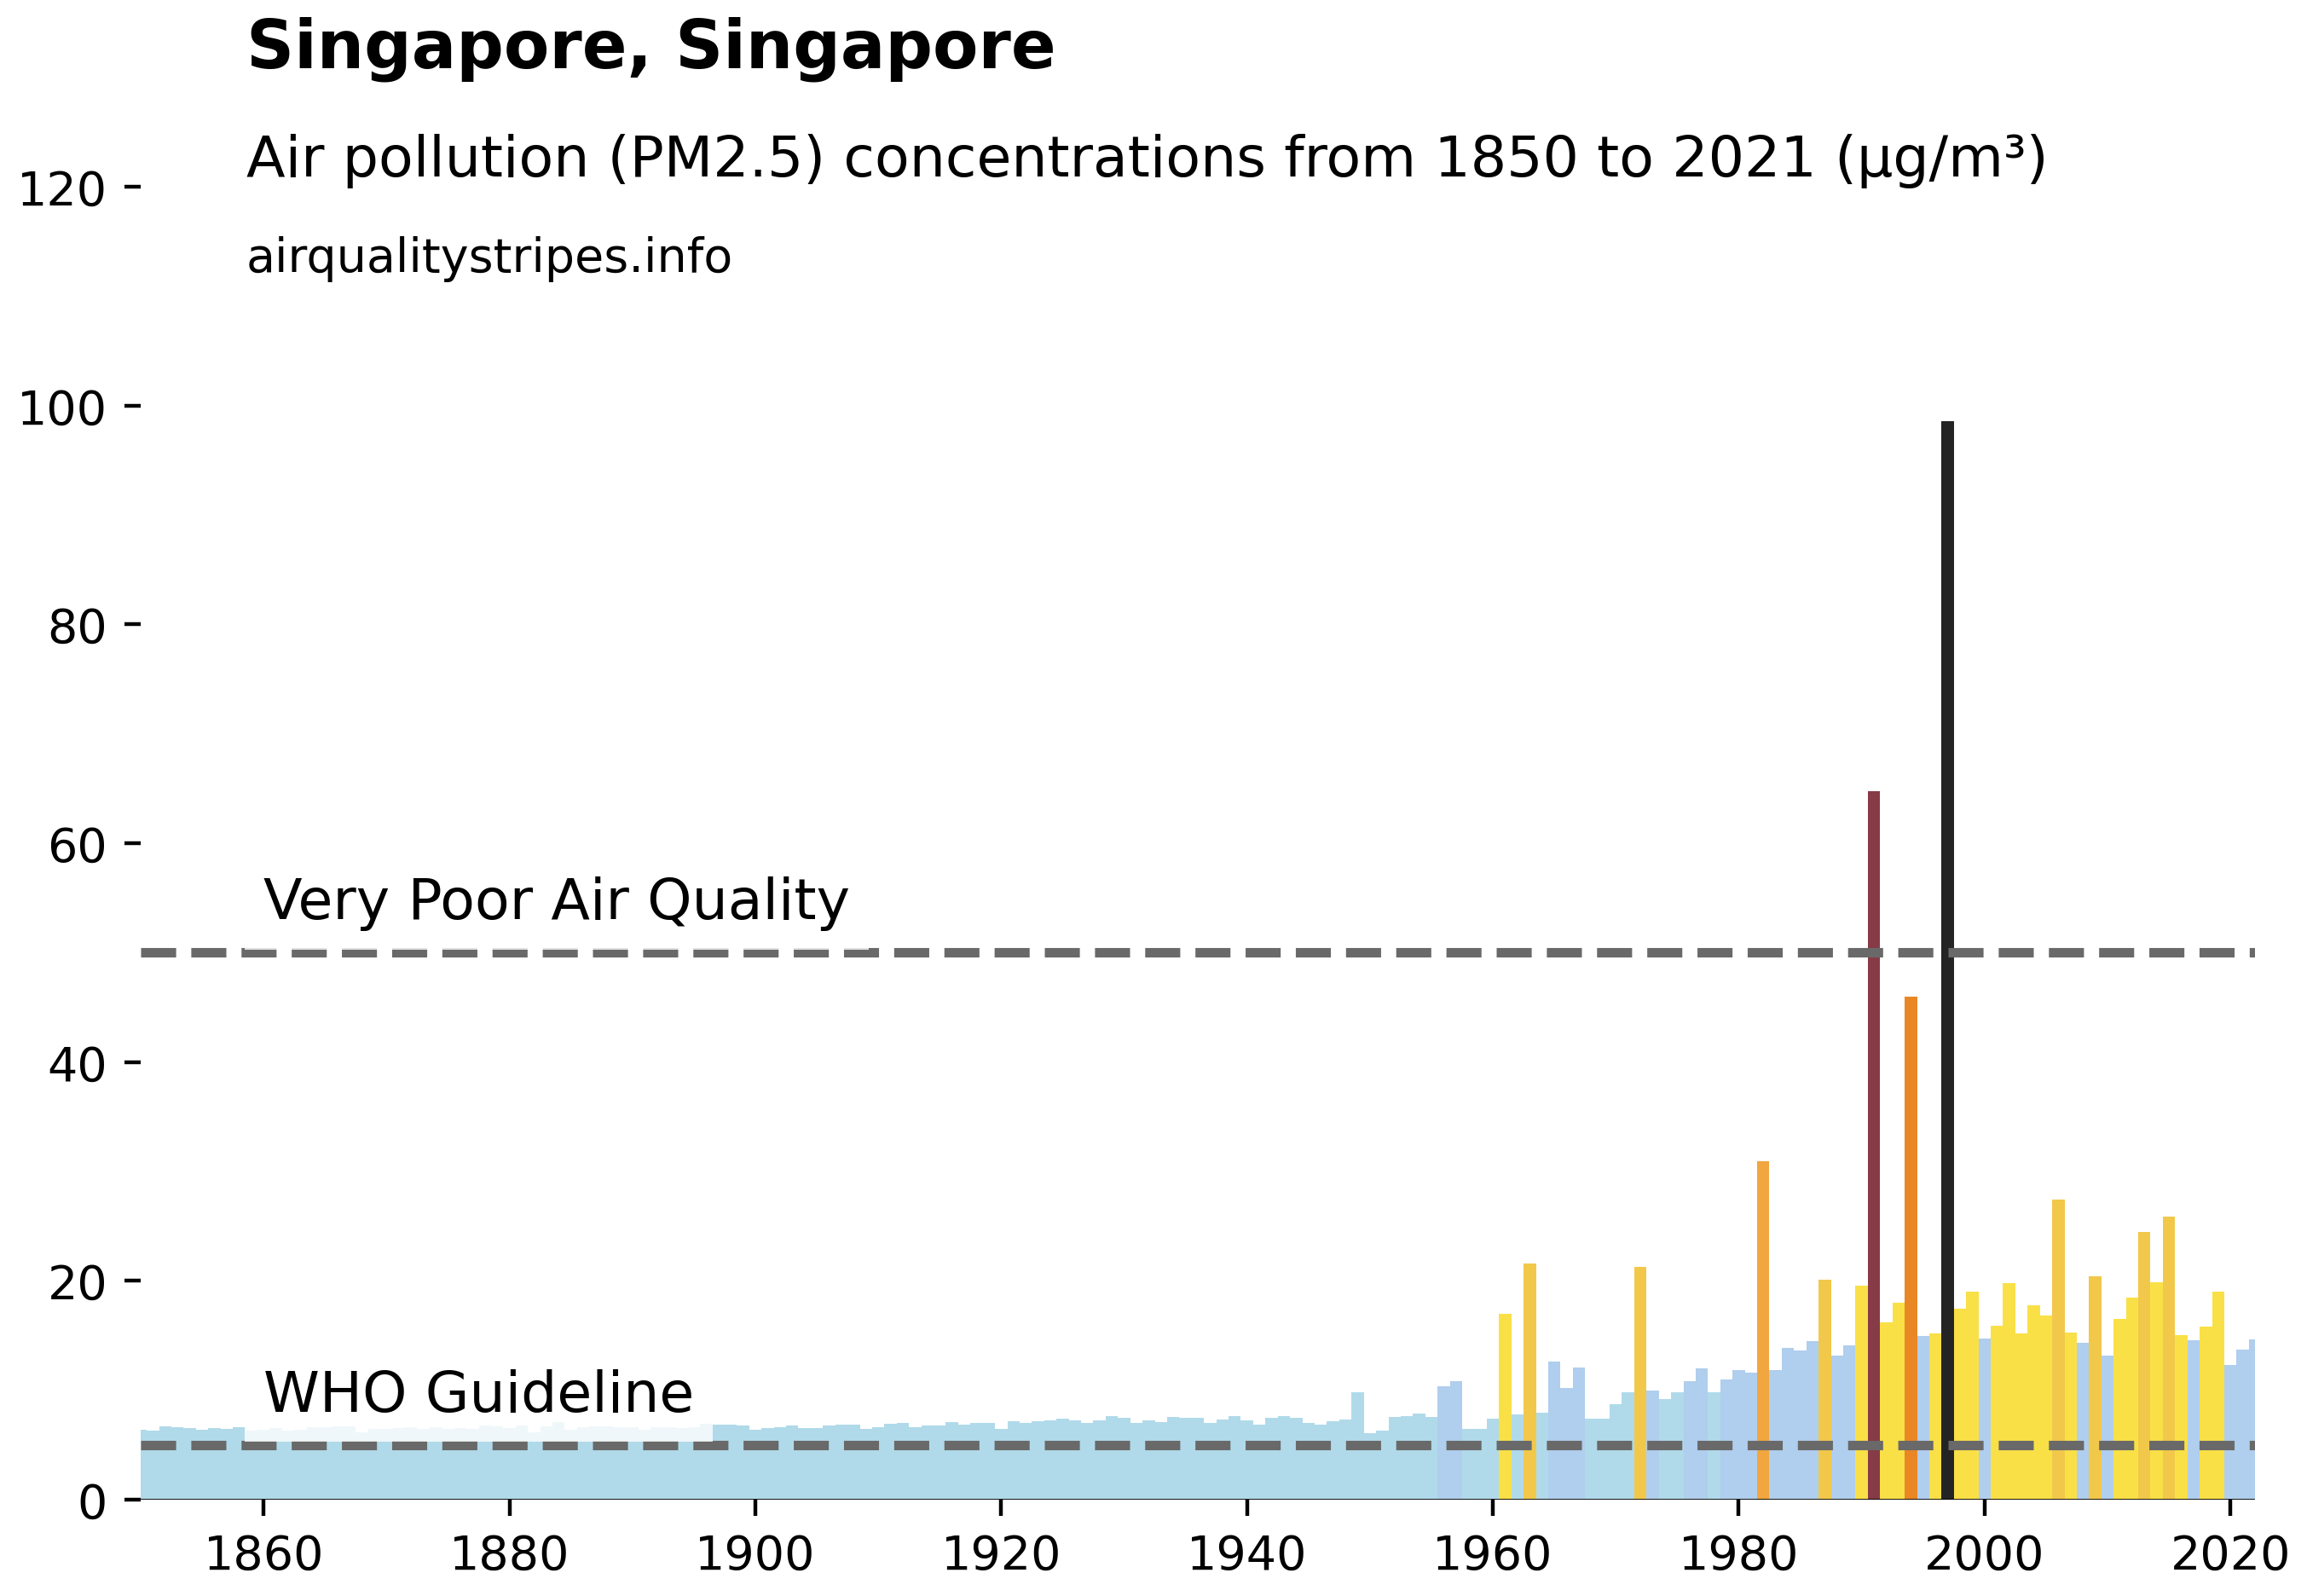 Singapore, Singapore
Air pollution (PM2.5) concentrations from 1850 to 2021 (µg/m³)
120
airqualitystripes.info
100
80
60
Very Poor Air Quality
40
20
WHO Guideline
0
1860 1880 1900 1920 1940 1960 1980 2000 2020